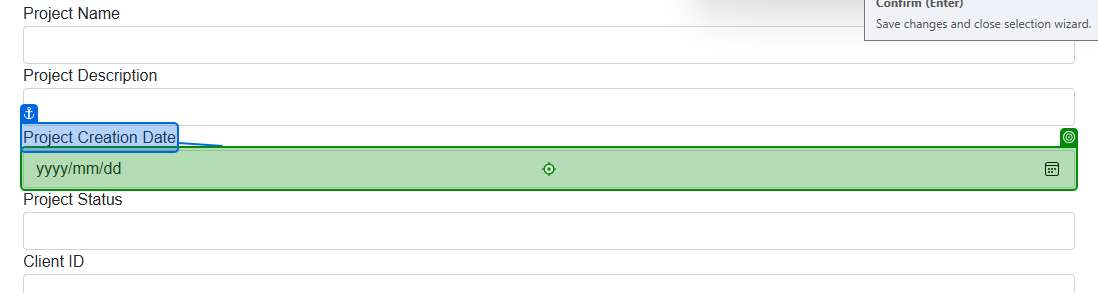 Project Name
Confirm (Enter)
Save changes and close selection wizard.
Project Description
Project Creation Date
yyyy/mm/dd
Project Status
Client ID